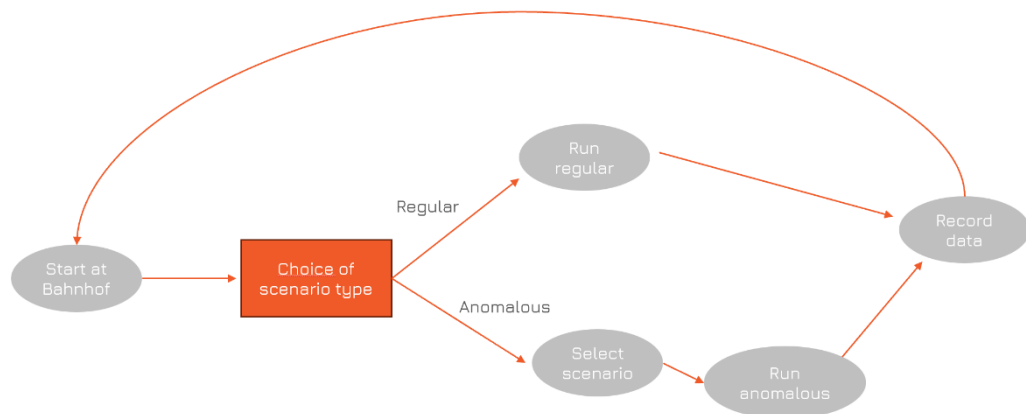 Start at
Bahnhof
Choice of
scenario type
Regular
Run
regular
Anomalous
Select
scenario
Run
anomalous
Record
data